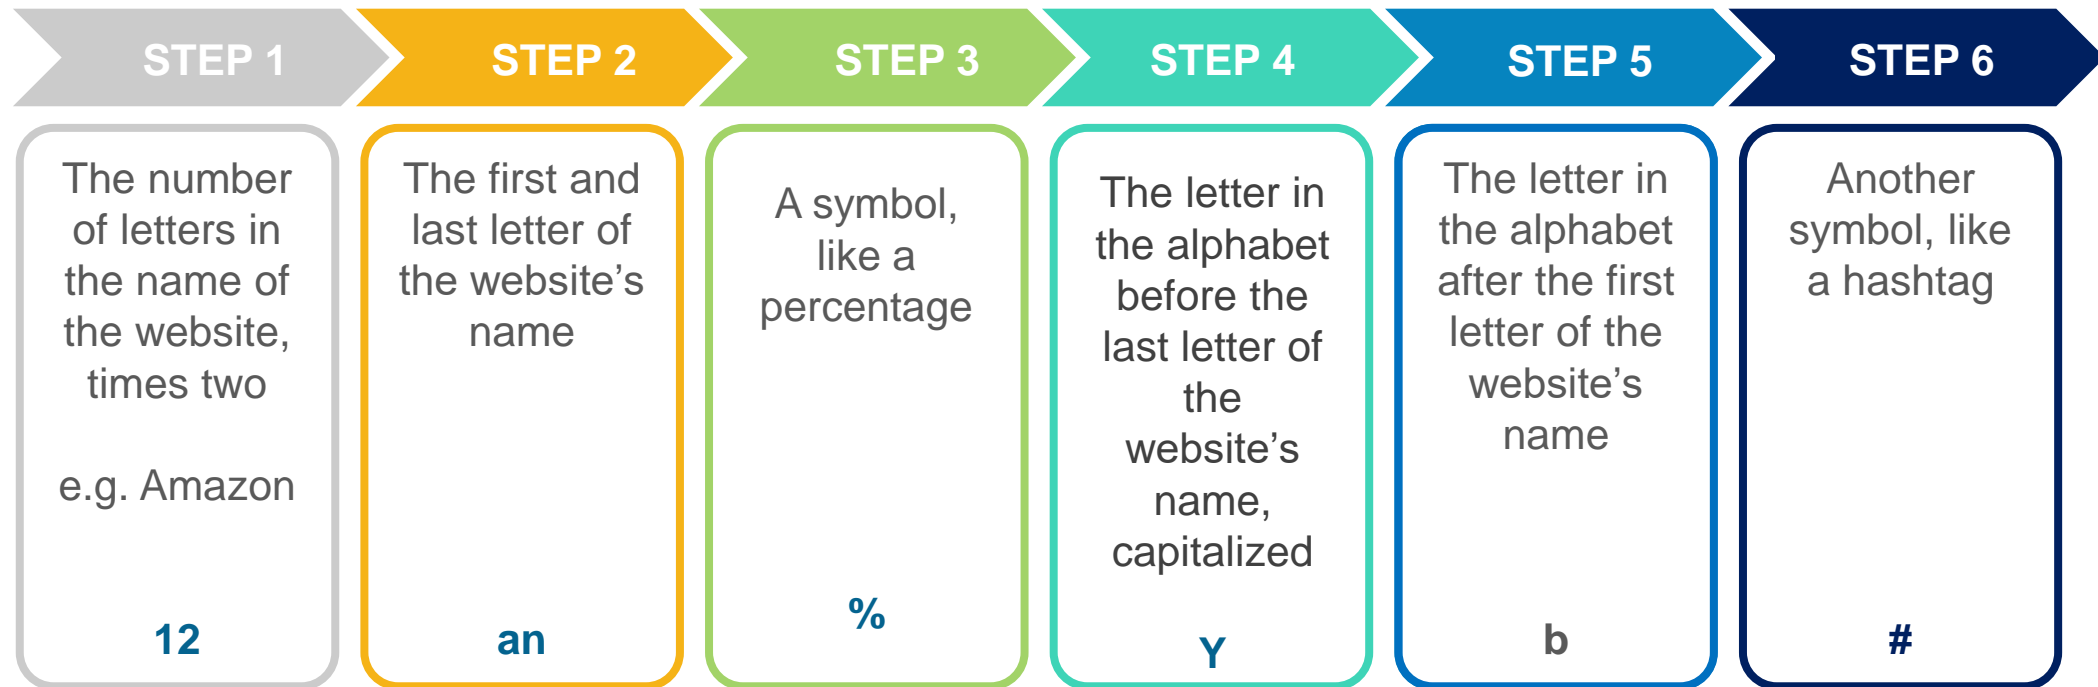 STEP 1
STEP 2
STEP 3
STEP 4
STEP 5
STEP 6
The number
of letters in
the name of
the website,
times two
e.g. Amazon
12
The first and
last letter of
the website's
name
an
A symbol,
like a
percentage
%
The letter in
the alphabet
before the
last letter of
the
website's
name,
capitalized
Y
The letter in
the alphabet
after the first
letter of the
website's
name
b
Another
symbol, like
a hashtag
#